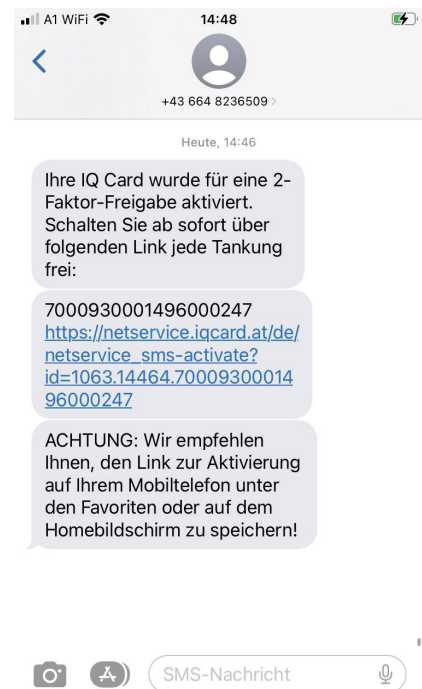 A1 WiFi 14:48
+43 664 8236509
Heute, 14:46
Ihre IQ Card wurde für eine 2-
Faktor-Freigabe aktiviert.
Schalten Sie ab sofort über
folgenden Link jede Tankung
frei:
7000930001496000247
https://netservice.iqcard.at/de/
netservice_sms-activate?
id=1063.14464.70009300014
96000247
ACHTUNG: Wir empfehlen
Ihnen, den Link zur Aktivierung
auf Ihrem Mobiltelefon unter
den Favoriten oder auf dem
Homebildschirm zu speichern!
SMS-Nachricht